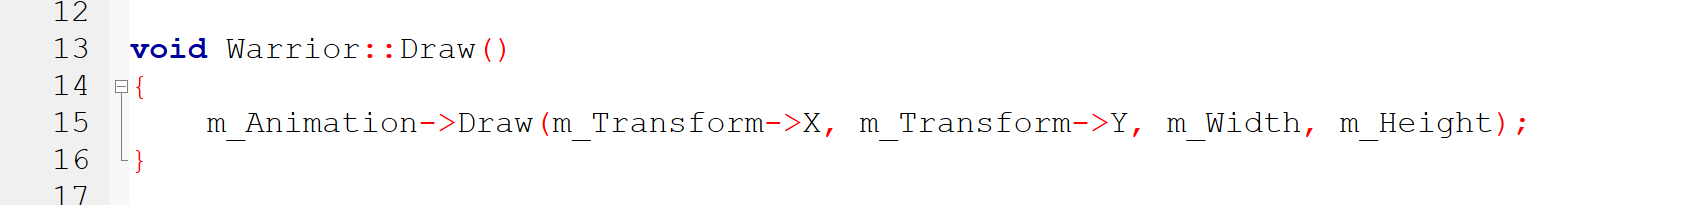 12
13 void Warrior::Draw()
14 {
15 m_Animation->Draw(m_Transform->X, m_Transform->Y, m_Width, m_Height);
16 }
17